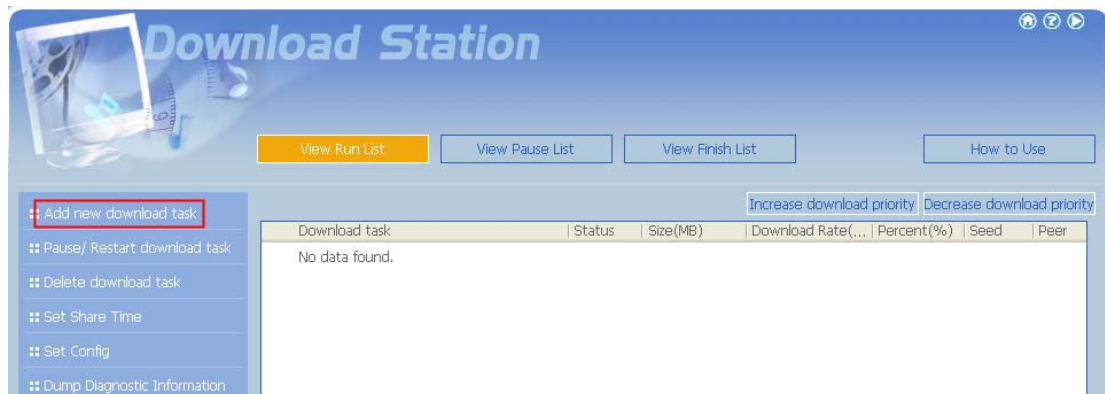 Download Station
View Run List View Pause List View Finish List How to Use
Add new download task
Pause/ Restart download task
Delete download task
Set Share Time
Set Config
Dump Diagnostic Information
Increase download priority Decrease download priority
Download task Status Size(MB) Download Rate(... Percent(%) Seed Peer
No data found.